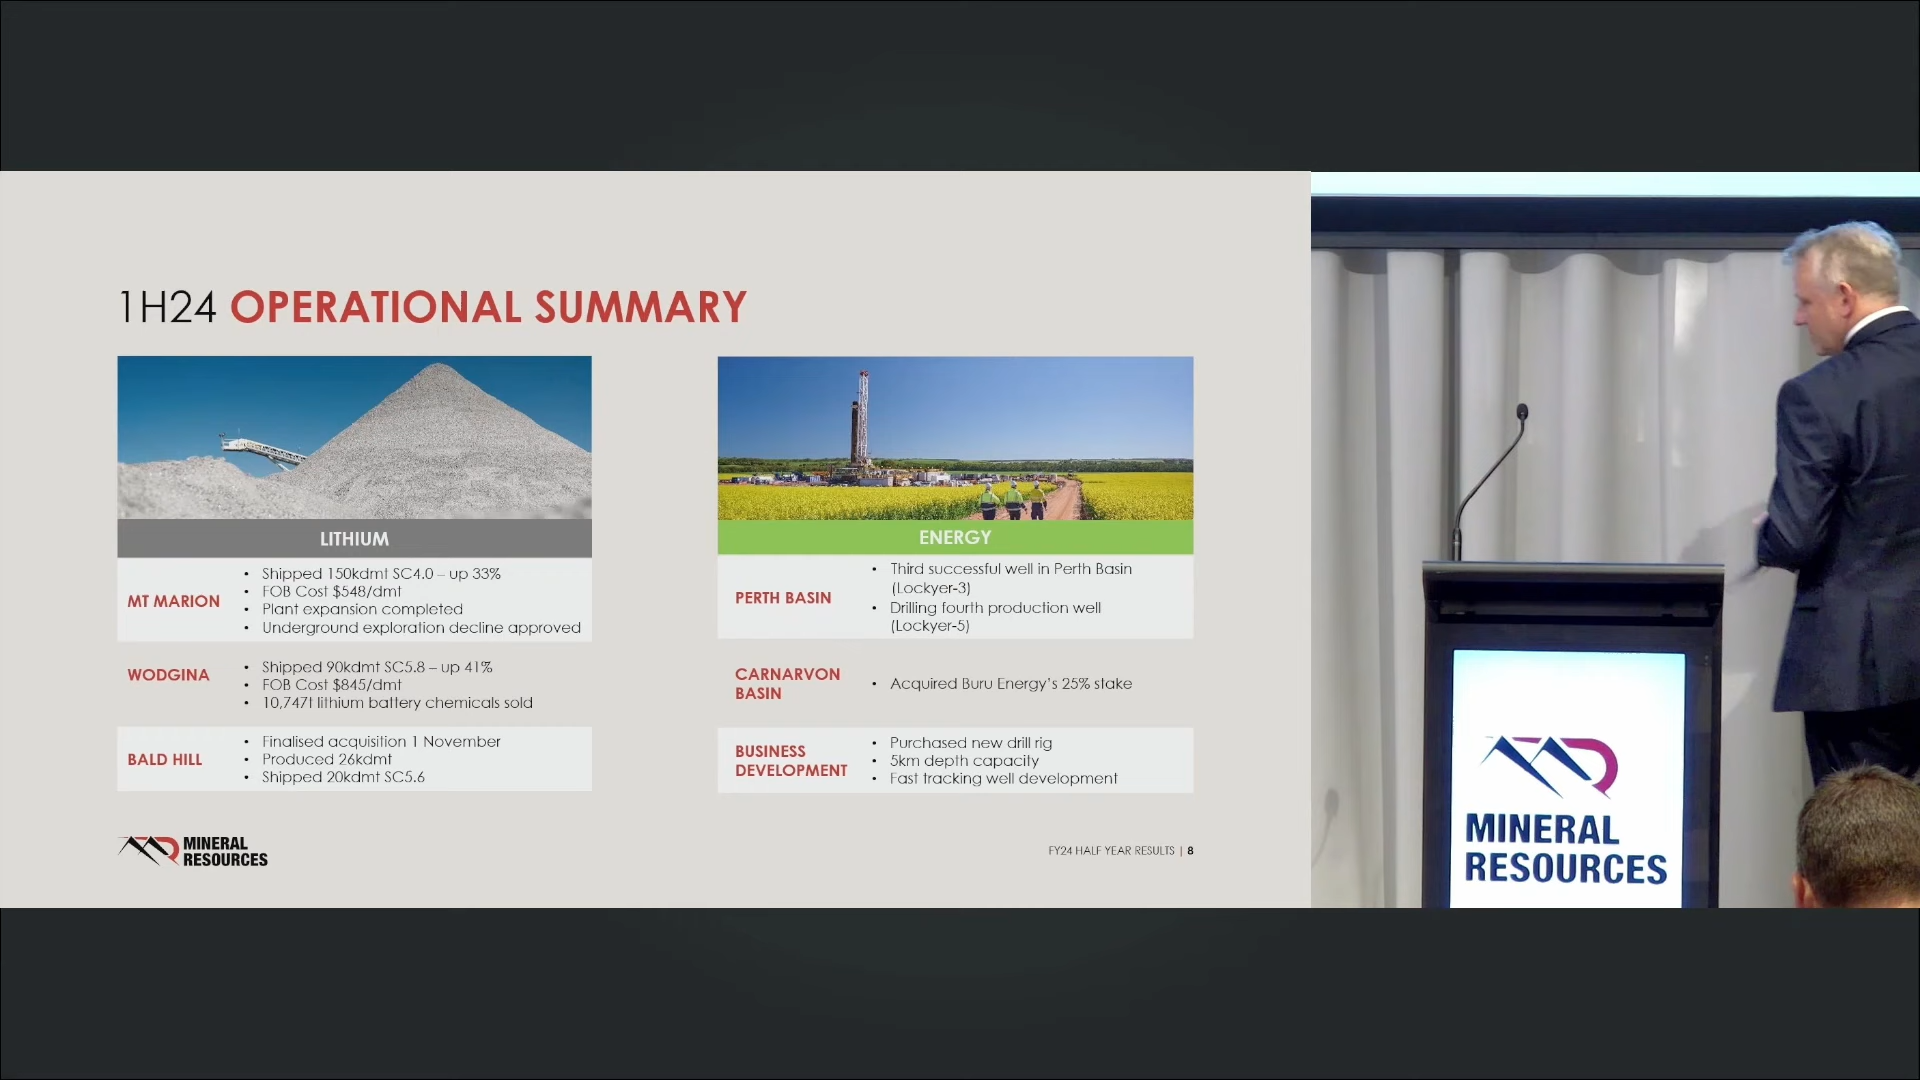 1H24 OPERATIONAL SUMMARY
LITHIUM
MT MARION
• Shipped 150kdmt SC4.0 – up 33%
• FOB Cost $548/dmt
• Plant expansion completed
• Underground exploration decline approved
WODGINA
• Shipped 90kdmt SC5.8 – up 41%
• FOB Cost $845/dmt
• 10,747t lithium battery chemicals sold
BALD HILL
• Finalised acquisition 1 November
• Produced 26kdmt
• Shipped 20kdmt SC5.6
ENERGY
PERTH BASIN
• Third successful well in Perth Basin
(Lockyer-3)
• Drilling fourth production well
(Lockyer-5)
CARNARVON
BASIN
• Acquired Buru Energy's 25% stake
BUSINESS
DEVELOPMENT
• Purchased new drill rig
• 5km depth capacity
• Fast tracking well development
MINERAL
RESOURCES
FY24 HALF YEAR RESULTS | 8
MINERAL
RESOURCES